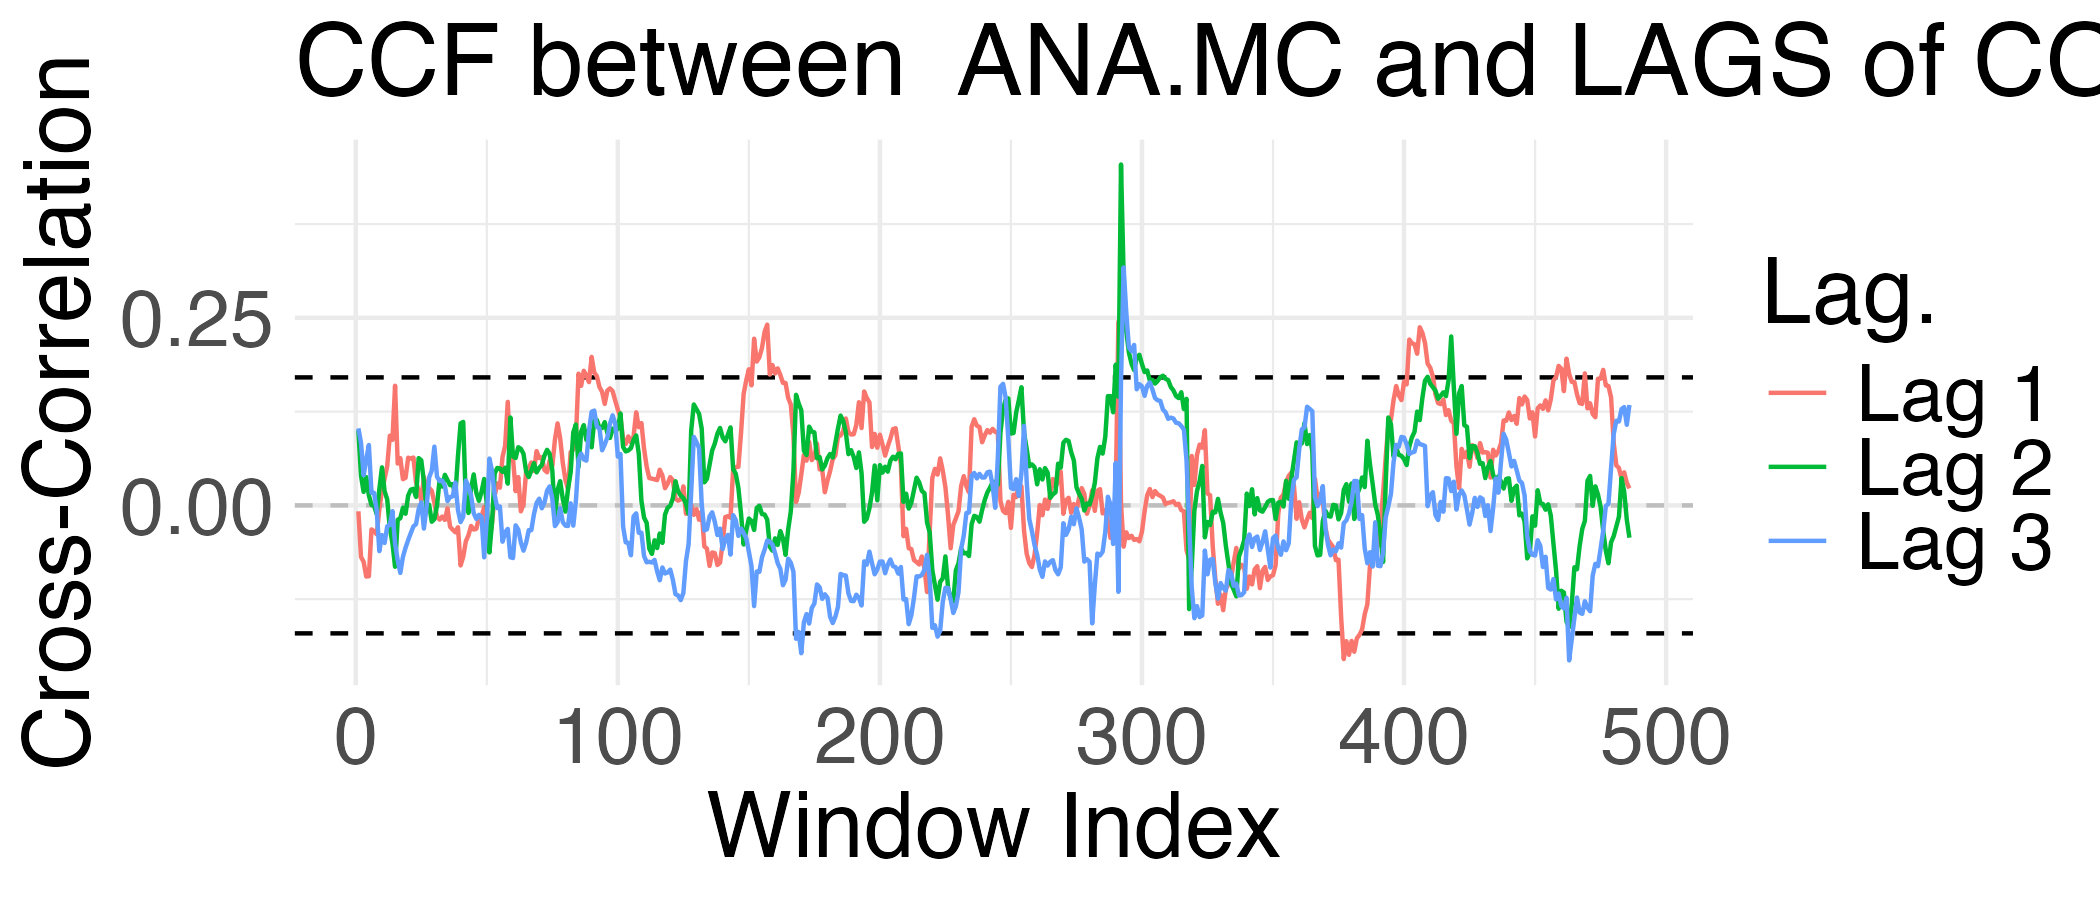 CCF between ANA.MC and LAGS of CO
Cross-Correlation
0.25
0.00
0 100 200 300 400 500
Window Index
Lag.
Lag 1
Lag 2
Lag 3